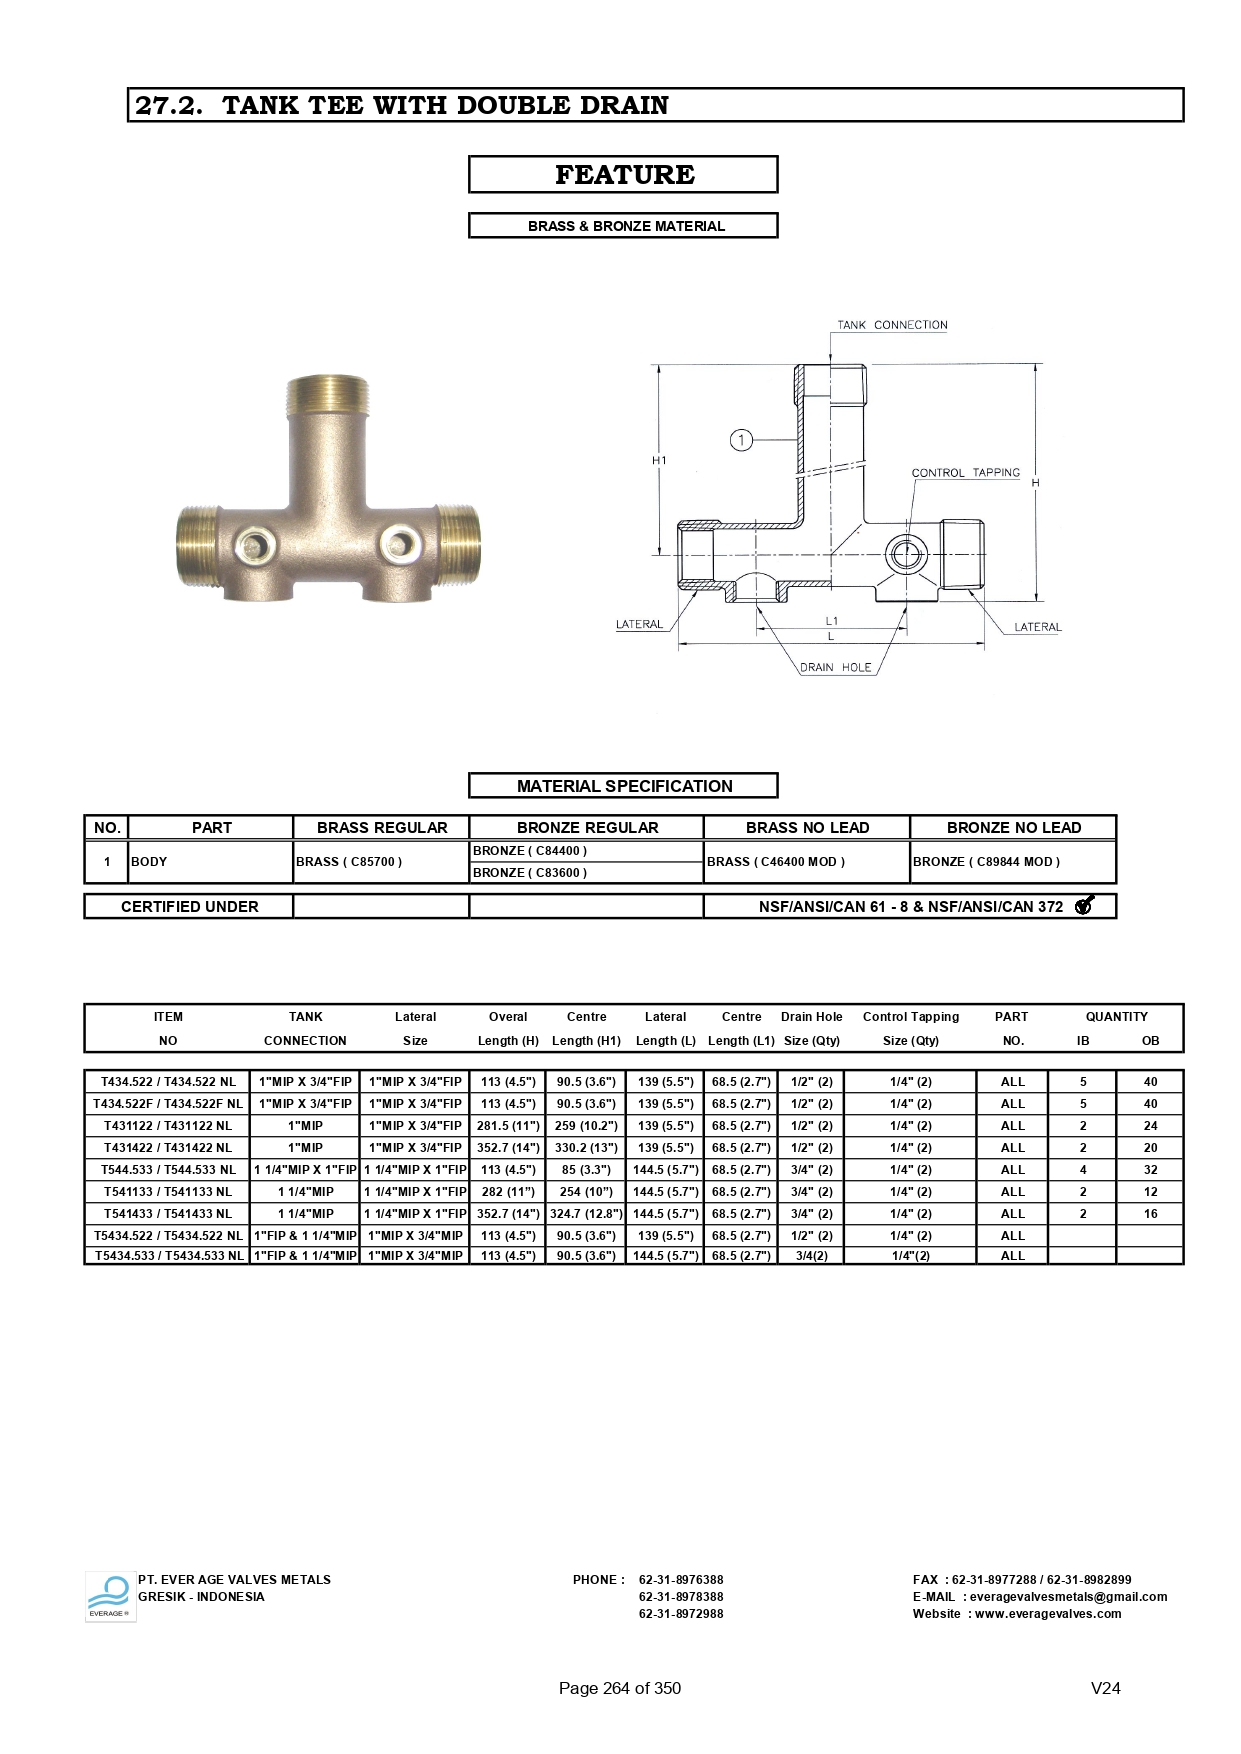 27.2. TANK TEE WITH DOUBLE DRAIN
FEATURE
BRASS & BRONZE MATERIAL
TANK CONNECTION
1
H1
CONTROL TAPPING
H
LATERAL
L1
L
LATERAL
DRAIN HOLE
MATERIAL SPECIFICATION
NO. PART BRASS REGULAR BRONZE REGULAR BRASS NO LEAD BRONZE NO LEAD
1 BODY BRASS ( C85700 ) BRONZE ( C84400 ) BRASS ( C46400 MOD ) BRONZE ( C89844 MOD )
BRONZE ( C83600 )
CERTIFIED UNDER NSF/ANSI/CAN 61 - 8 & NSF/ANSI/CAN 372
ITEM TANK Lateral Overal Centre Lateral Centre Drain Hole Control Tapping PART QUANTITY
NO CONNECTION Size Length (H) Length (H1) Length (L) Length (L1) Size (Qty) Size (Qty) NO. IB OB
T434.522 / T434.522 NL 1"MIP X 3/4"FIP 1"MIP X 3/4"FIP 113 (4.5") 90.5 (3.6") 139 (5.5") 68.5 (2.7") 1/2" (2) 1/4" (2) ALL 5 40
T434.522F / T434.522F NL 1"MIP X 3/4"FIP 1"MIP X 3/4"FIP 113 (4.5") 90.5 (3.6") 139 (5.5") 68.5 (2.7") 1/2" (2) 1/4" (2) ALL 5 40
T431122 / T431122 NL 1"MIP 1"MIP X 3/4"FIP 281.5 (11") 259 (10.2") 139 (5.5") 68.5 (2.7") 1/2" (2) 1/4" (2) ALL 2 24
T431422 / T431422 NL 1"MIP 1"MIP X 3/4"FIP 352.7 (14") 330.2 (13") 139 (5.5") 68.5 (2.7") 1/2" (2) 1/4" (2) ALL 2 20
T544.533 / T544.533 NL 1 1/4"MIP X 1"FIP 1 1/4"MIP X 1"FIP 113 (4.5") 85 (3.3") 144.5 (5.7") 68.5 (2.7") 3/4" (2) 1/4" (2) ALL 4 32
T541133 / T541133 NL 1 1/4"MIP 1 1/4"MIP X 1"FIP 282 (11”) 254 (10”) 144.5 (5.7") 68.5 (2.7") 3/4" (2) 1/4" (2) ALL 2 12
T541433 / T541433 NL 1 1/4"MIP 1 1/4"MIP X 1"FIP 352.7 (14") 324.7 (12.8") 144.5 (5.7") 68.5 (2.7") 3/4" (2) 1/4" (2) ALL 2 16
T5434.522 / T5434.522 NL 1"FIP & 1 1/4"MIP 1"MIP X 3/4"MIP 113 (4.5") 90.5 (3.6") 139 (5.5") 68.5 (2.7") 1/2" (2) 1/4" (2) ALL
T5434.533 / T5434.533 NL 1"FIP & 1 1/4"MIP 1"MIP X 3/4"MIP 113 (4.5") 90.5 (3.6") 144.5 (5.7") 68.5 (2.7") 3/4(2) 1/4"(2) ALL
EVERAGE ®
PT. EVER AGE VALVES METALS PHONE : 62-31-8976388 FAX : 62-31-8977288 / 62-31-8982899
GRESIK - INDONESIA 62-31-8978388 E-MAIL : everagevalvesmetals@gmail.com
62-31-8972988 Website : www.everagevalves.com
Page 264 of 350 V24